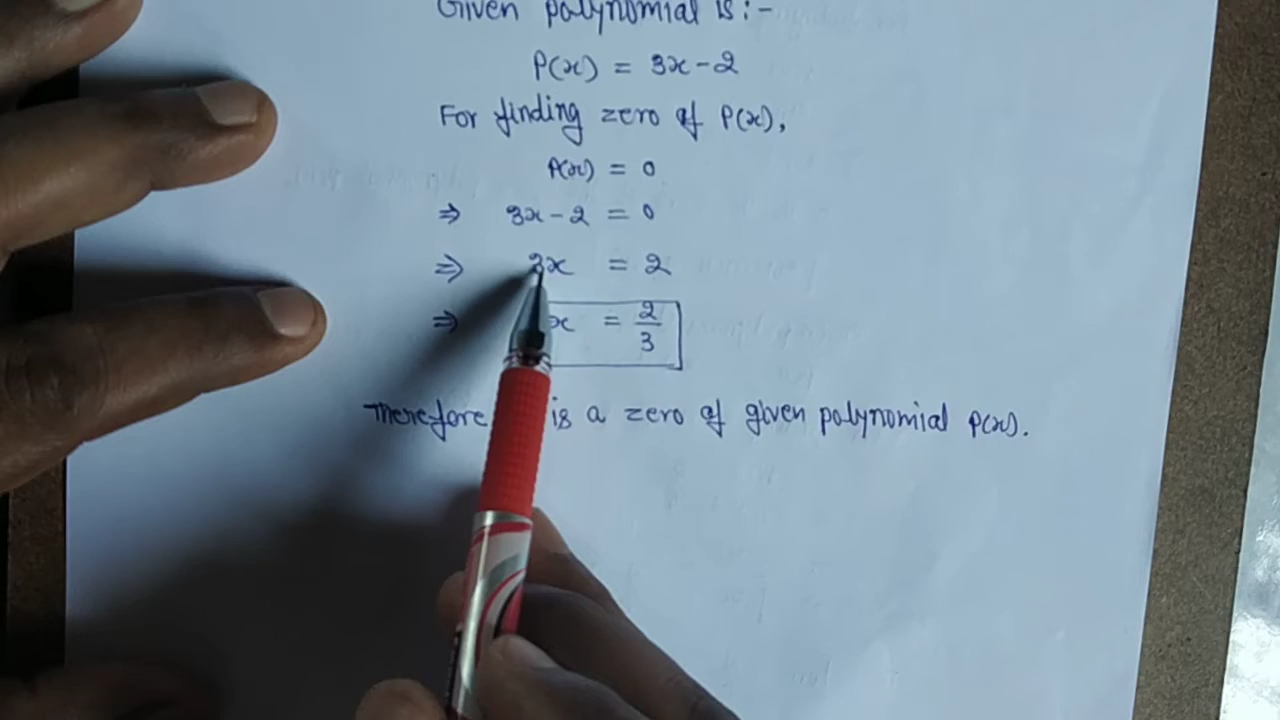 Given polynomial is:-
P(x) = 3x-2
For finding zero of P(x),
P(x) = 0
⇒ 3x-2 = 0
⇒ 3x = 2
⇒ x = 2/3
Therefore is a zero of given polynomial P(x).